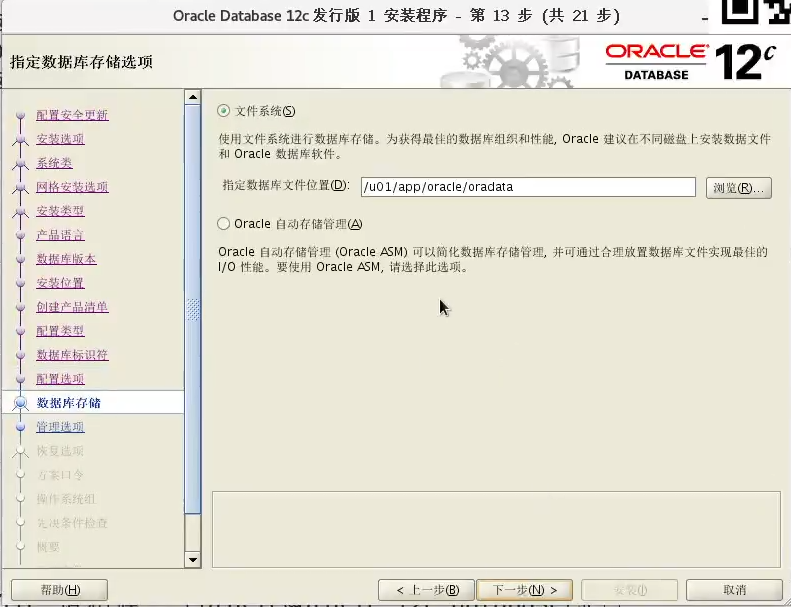 Oracle Database 12c 发行版 1 安装程序 - 第 13 步 (共 21 步)
指定数据库存储选项
ORACLE
DATABASE
12c
配置安全更新
安装选项
系统类
网格安装选项
安装类型
产品语言
数据库版本
安装位置
创建产品清单
配置类型
数据库标识符
配置选项
数据库存储
管理选项
恢复选项
方案口令
操作系统组
先决条件检查
概要
文件系统(S)
使用文件系统进行数据库存储。为获得最佳的数据库组织和性能, Oracle 建议在不同磁盘上安装数据文件
和 Oracle 数据库软件。
指定数据库文件位置(D):
/u01/app/oracle/oradata
浏览(R)...
Oracle 自动存储管理(A)
Oracle 自动存储管理 (Oracle ASM) 可以简化数据库存储管理, 并可通过合理放置数据库文件实现最佳的
I/O 性能。要使用 Oracle ASM, 请选择此选项。
帮助(H)
< 上一步(B)
下一步(N) >
安装(I)
取消